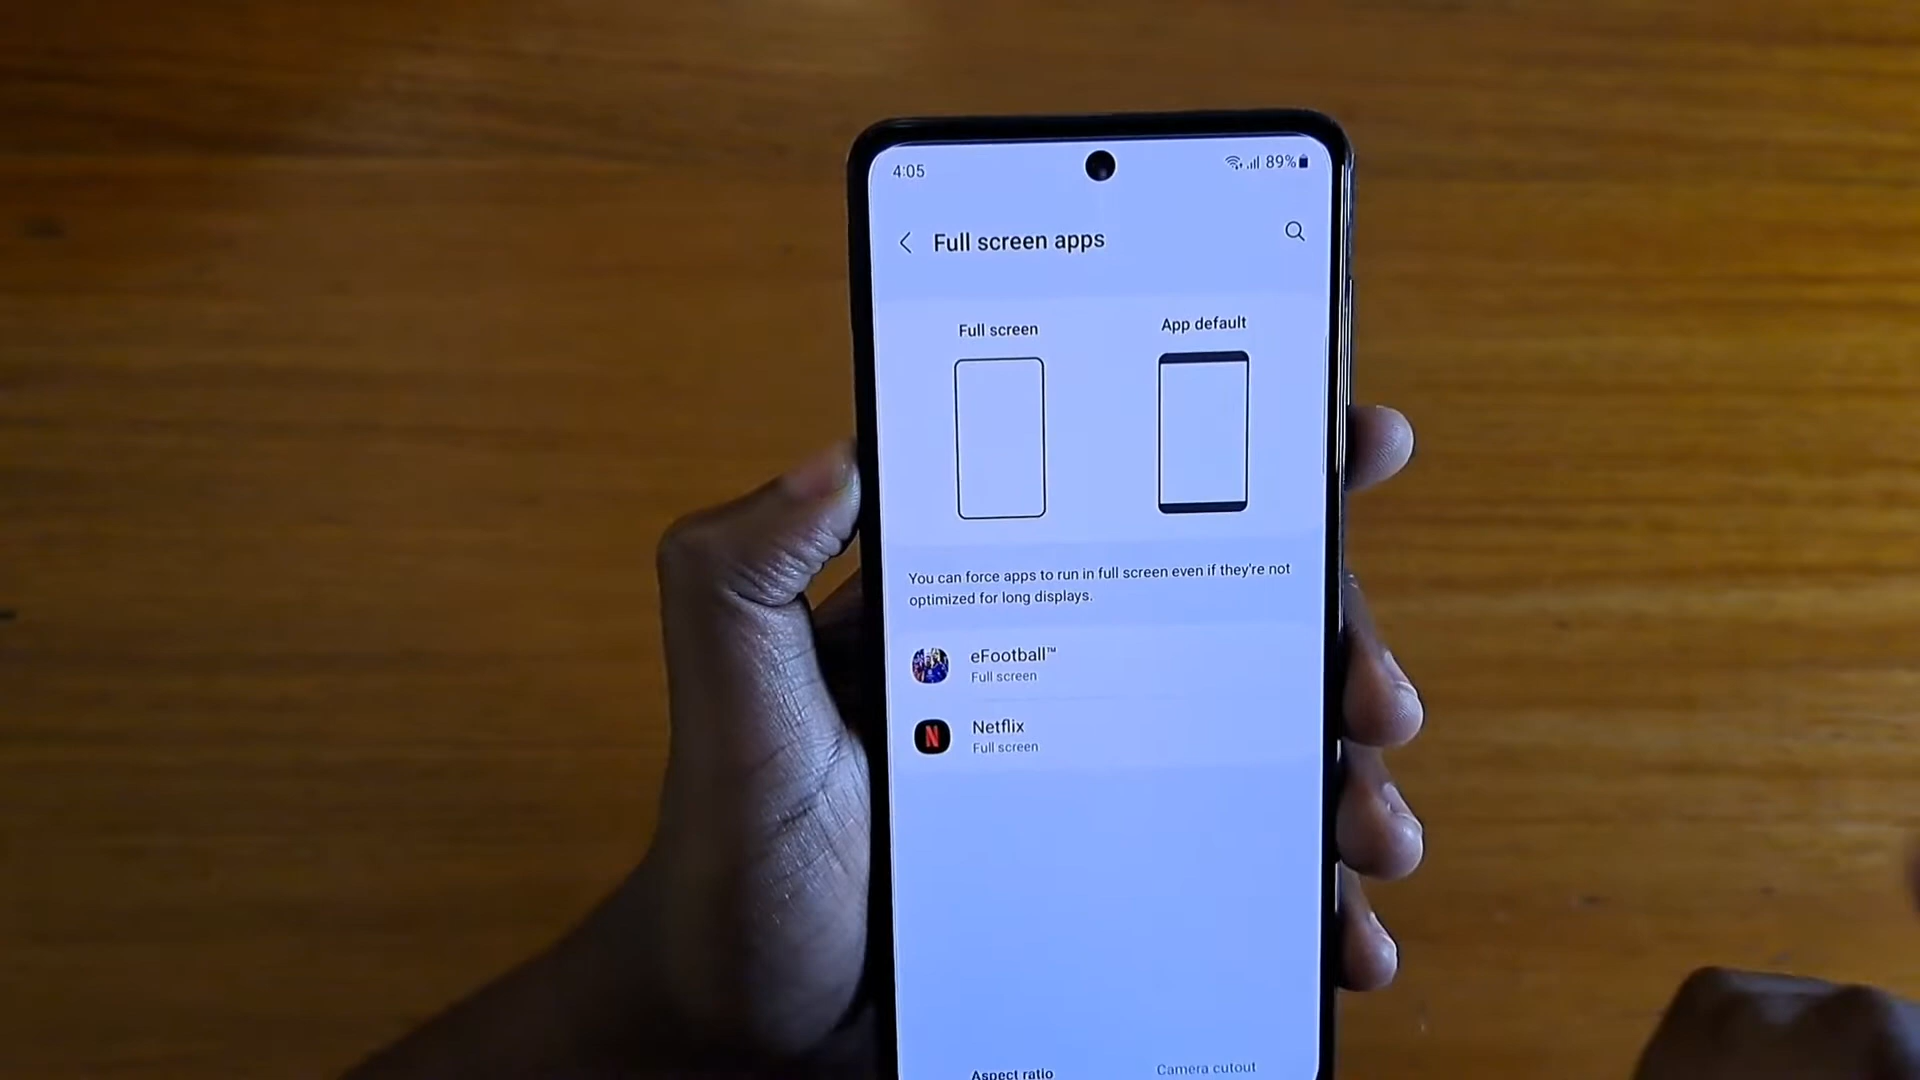 4:05
89%
Full screen apps
Full screen
App default
You can force apps to run in full screen even if they're not
optimized for long displays.
eFootball™
Full screen
N
Netflix
Full screen
Aspect ratio
Camera cutout